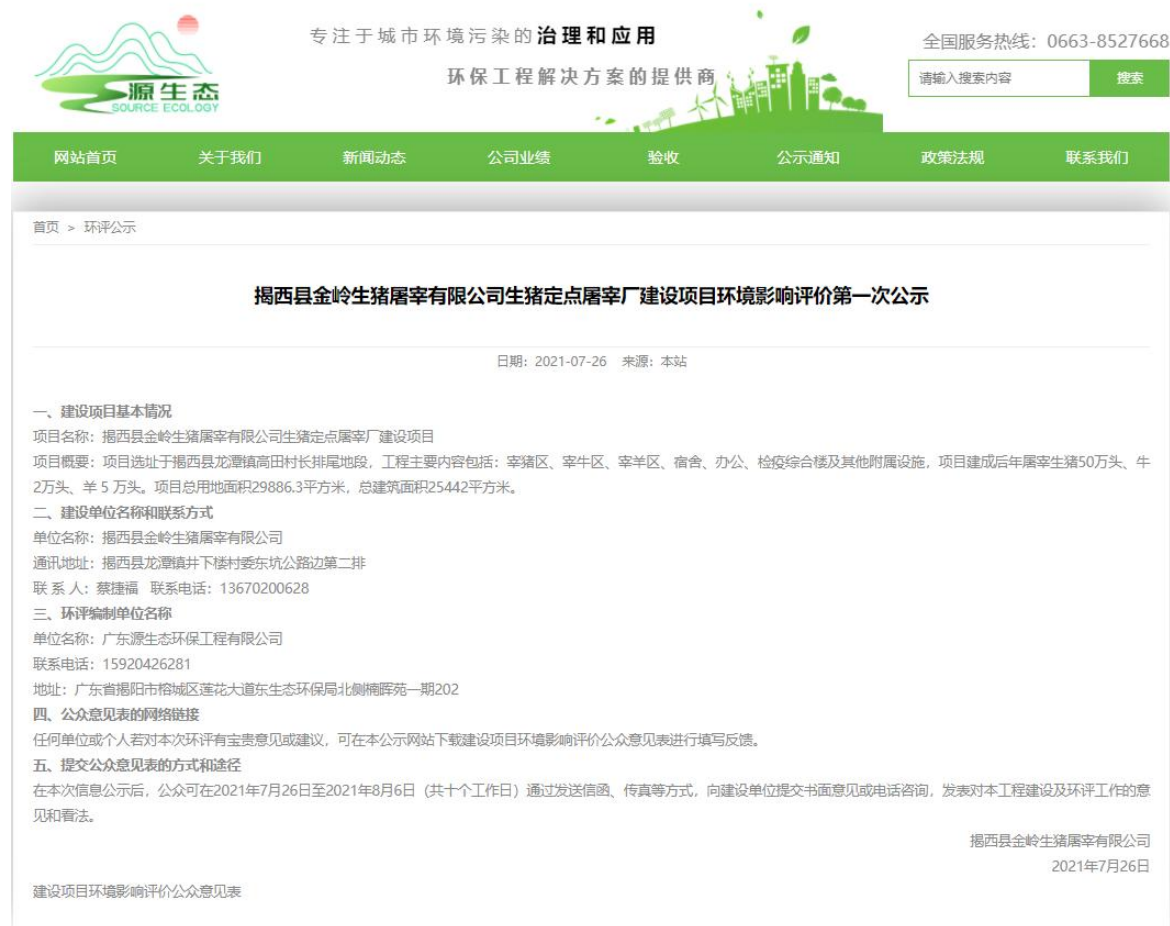 源生态
SOURCE ECOLOGY
专注于城市环境污染的治理和应用
环保工程解决方案的提供商
全国服务热线：0663-8527668
请输入搜索内容
搜索
网站首页 关于我们 新闻动态 公司业绩 验收 公示通知 政策法规 联系我们
首页 > 环评公示
揭西县金岭生猪屠宰有限公司生猪定点屠宰厂建设项目环境影响评价第一次公示
日期：2021-07-26 来源：本站
一、建设项目基本情况
项目名称：揭西县金岭生猪屠宰有限公司生猪定点屠宰厂建设项目
项目概要：项目选址于揭西县龙潭镇高田村长排尾地段，工程主要内容包括：宰猪区、宰牛区、宰羊区、宿舍、办公、检疫综合楼及其他附属设施，项目建成后年屠宰生猪50万头、牛
2万头、羊 5 万头。项目总用地面积29886.3平方米，总建筑面积25442平方米。
二、建设单位名称和联系方式
单位名称：揭西县金岭生猪屠宰有限公司
通讯地址：揭西县龙潭镇井下楼村委东坑公路边第二排
联 系 人：蔡捷福 联系电话：13670200628
三、环评编制单位名称
单位名称：广东源生态环保工程有限公司
联系电话：15920426281
地址：广东省揭阳市榕城区莲花大道东生态环保局北侧楠晖苑一期202
四、公众意见表的网络链接
任何单位或个人若对本次环评有宝贵意见或建议，可在本公示网站下载建设项目环境影响评价公众意见表进行填写反馈。
五、提交公众意见表的方式和途径
在本次信息公示后，公众可在2021年7月26日至2021年8月6日（共十个工作日）通过发送信函、传真等方式，向建设单位提交书面意见或电话咨询，发表对本工程建设及环评工作的意
见和看法。
揭西县金岭生猪屠宰有限公司
2021年7月26日
建设项目环境影响评价公众意见表